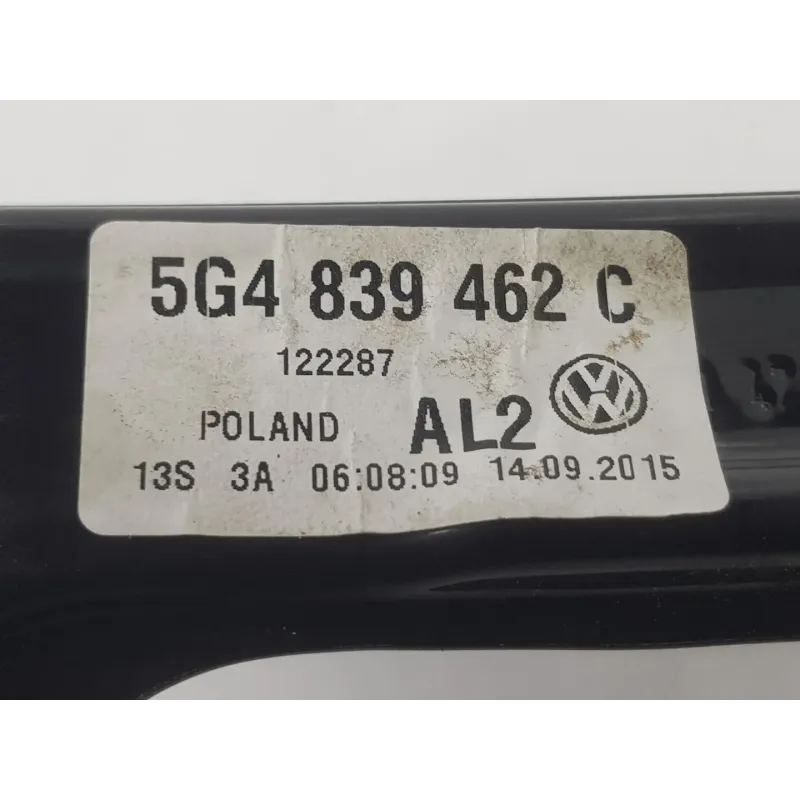 5G4 839 462 C
122287
POLAND AL2
13S 3A 06:08:09 14.09.2015